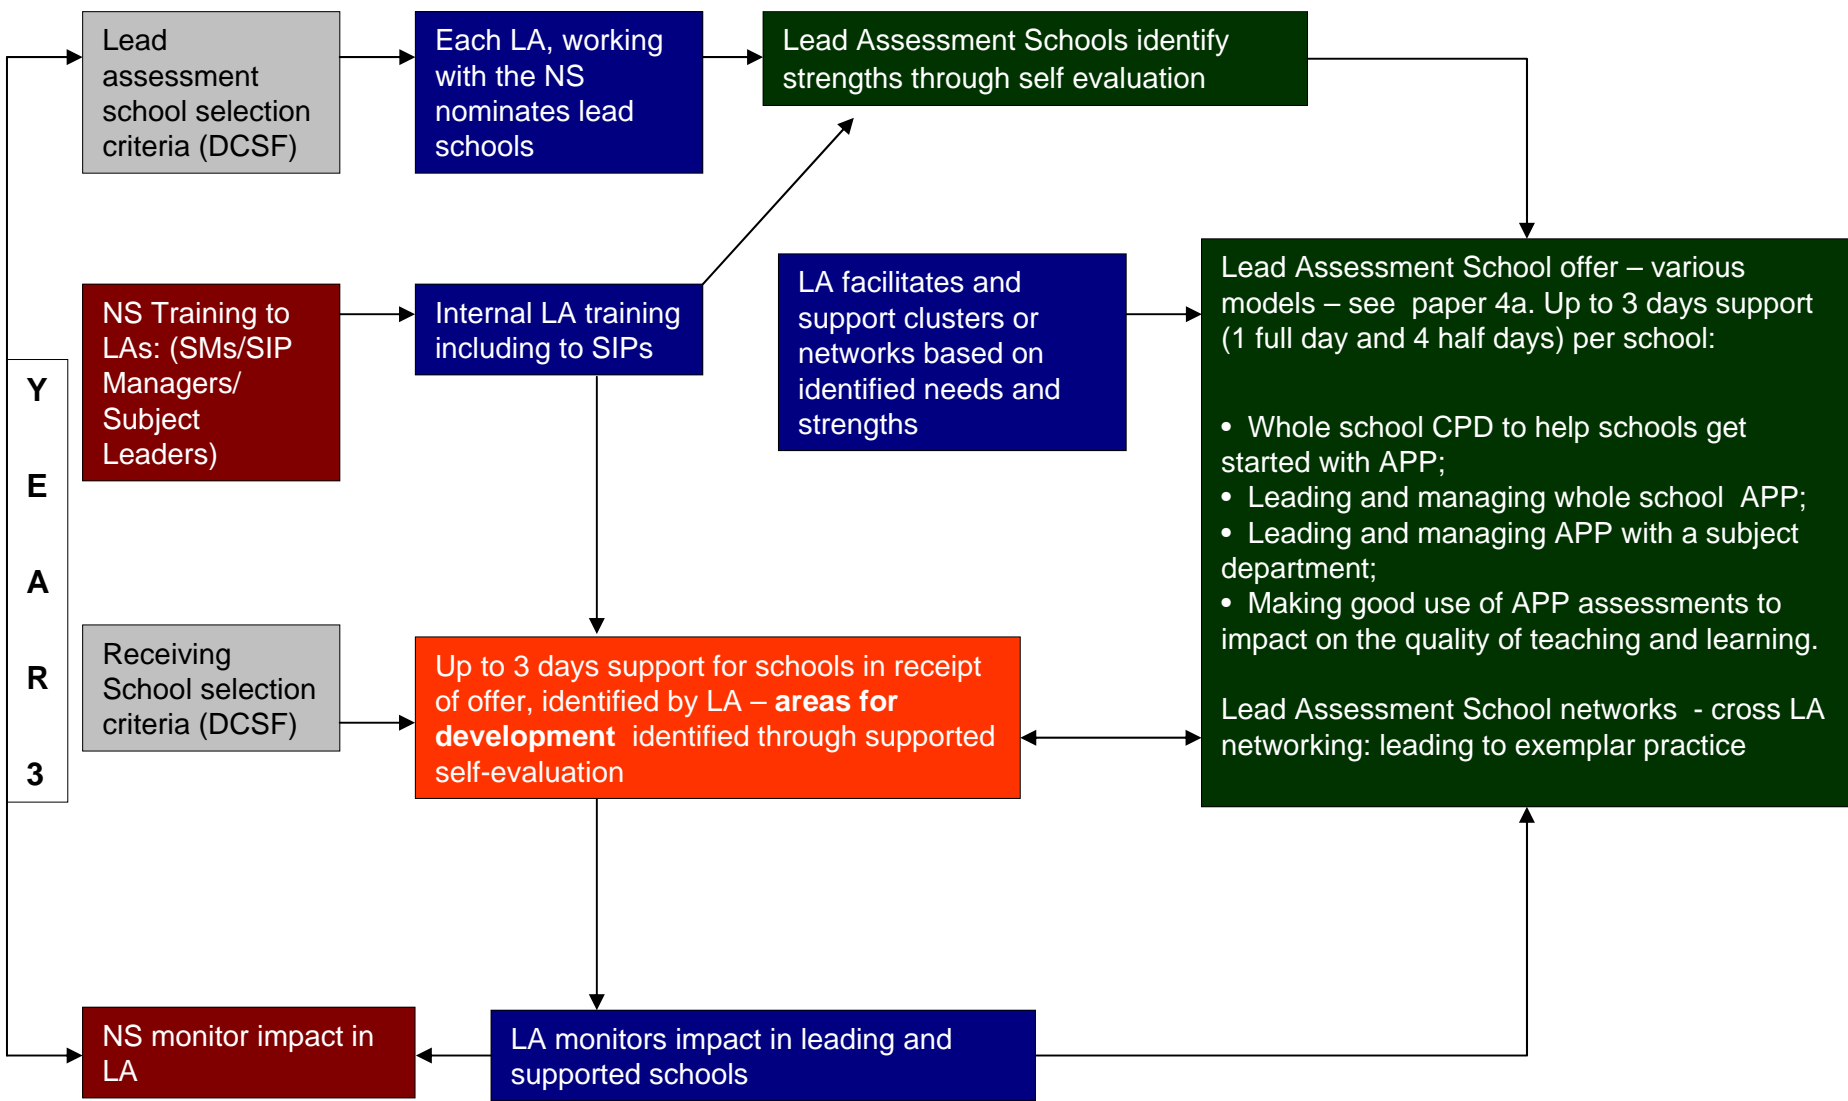 Lead
assessment
school selection
criteria (DCSF)
Each LA, working
with the NS
nominates lead
schools
Lead Assessment Schools identify
strengths through self evaluation
NS Training to
LAs: (SMs/SIP
Managers/
Subject
Leaders)
Internal LA training
including to SIPs
LA facilitates and
support clusters or
networks based on
identified needs and
strengths
Lead Assessment School offer – various
models – see  paper 4a. Up to 3 days support
(1 full day and 4 half days) per school:
•  Whole school CPD to help schools get
started with APP;
•  Leading and managing whole school  APP;
•  Leading and managing APP with a subject
department;
•  Making good use of APP assessments to
impact on the quality of teaching and learning.
Lead Assessment School networks  - cross LA
networking: leading to exemplar practice
Y
E
A
R
3
Receiving
School selection
criteria (DCSF)
Up to 3 days support for schools in receipt
of offer, identified by LA – areas for
development  identified through supported
self-evaluation
NS monitor impact in
LA
LA monitors impact in leading and
supported schools